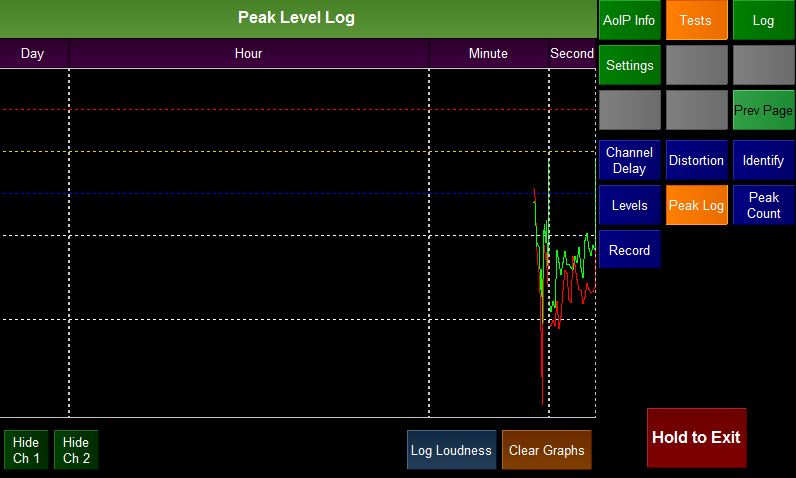 Peak Level Log
Day
Hour
Minute
Second
AoIP Info
Tests
Log
Settings
Prev Page
Channel
Delay
Distortion
Identify
Levels
Peak Log
Peak
Count
Record
Hide
Ch 1
Hide
Ch 2
Log Loudness
Clear Graphs
Hold to Exit